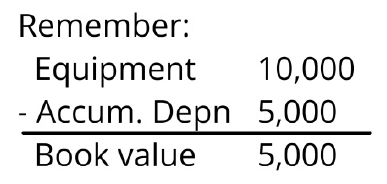 Remember:
Equipment 10,000
- Accum. Depn 5,000
Book value 5,000